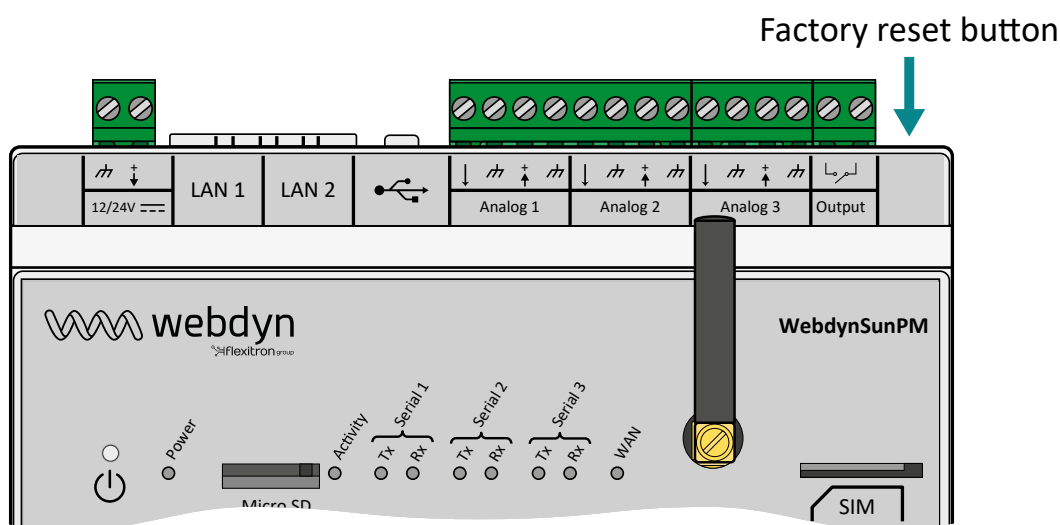 Factory reset button
12/24V
LAN 1
LAN 2
Analog 1
Analog 2
Analog 3
Output
webdyn
flexitron group
WebdynSunPM
Power
Activity
Serial 1
Tx
Rx
Serial 2
Tx
Rx
Serial 3
Tx
Rx
WAN
Micro SD
SIM